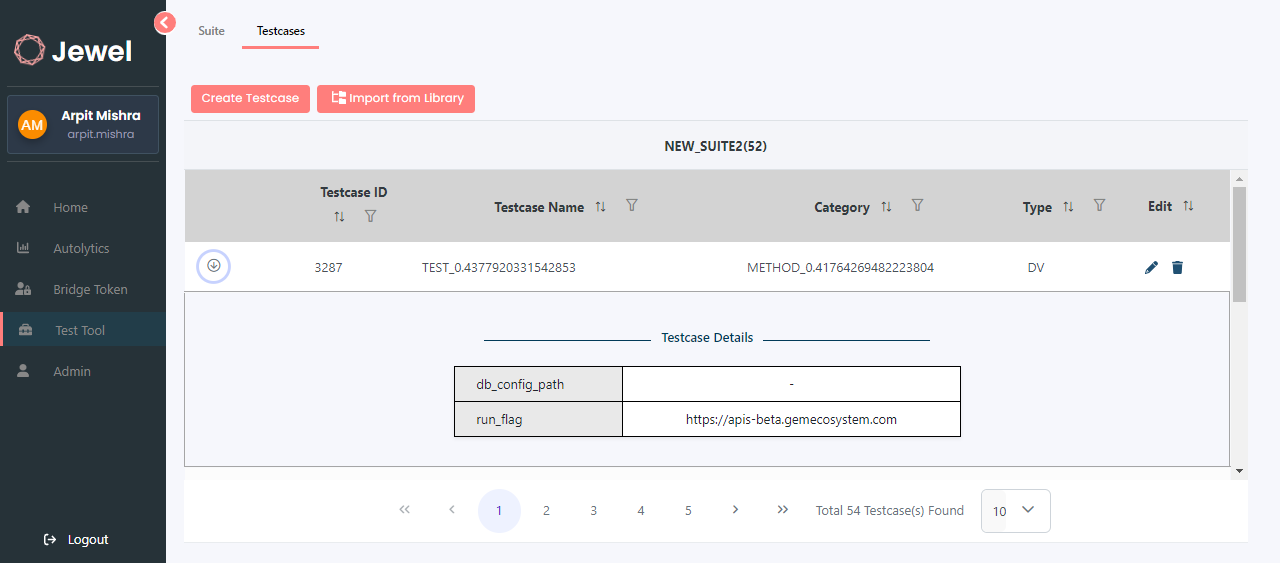 Jewel
AM
Arpit Mishra
arpit.mishra
Home
Autolytics
Bridge Token
Test Tool
Admin
Logout
Suite Testcases
Create Testcase Import from Library
NEW_SUITE2(52)
Testcase ID Testcase Name Category Type Edit
3287 TEST_0.4377920331542853 METHOD_0.41764269482223804 DV
Testcase Details
db_config_path -
run_flag https://apis-beta.gemecosystem.com
« ‹ 1 2 3 4 5 › » Total 54 Testcase(s) Found 10